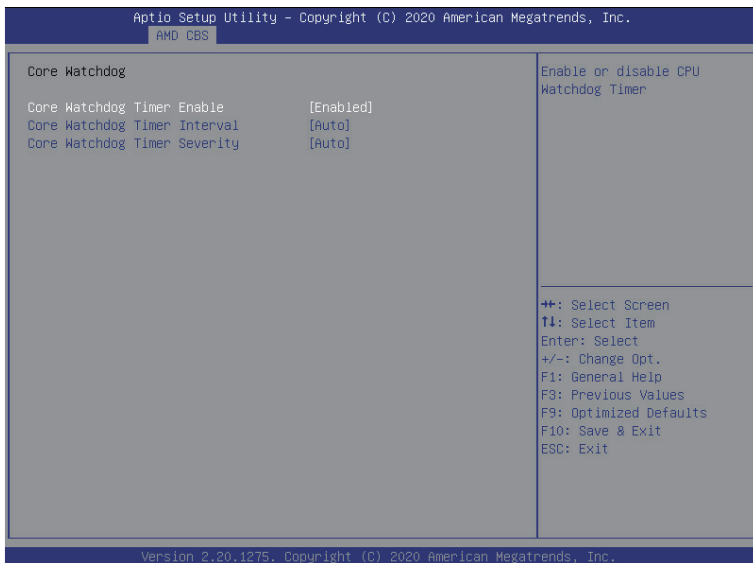 Aptio Setup Utility – Copyright (C) 2020 American Megatrends, Inc.
AMD CBS
Core Watchdog
Core Watchdog Timer Enable [Enabled]
Core Watchdog Timer Interval [Auto]
Core Watchdog Timer Severity [Auto]
Enable or disable CPU
Watchdog Timer
→←: Select Screen
↑↓: Select Item
Enter: Select
+/-: Change Opt.
F1: General Help
F3: Previous Values
F9: Optimized Defaults
F10: Save & Exit
ESC: Exit
Version 2.20.1275. Copyright (C) 2020 American Megatrends, Inc.